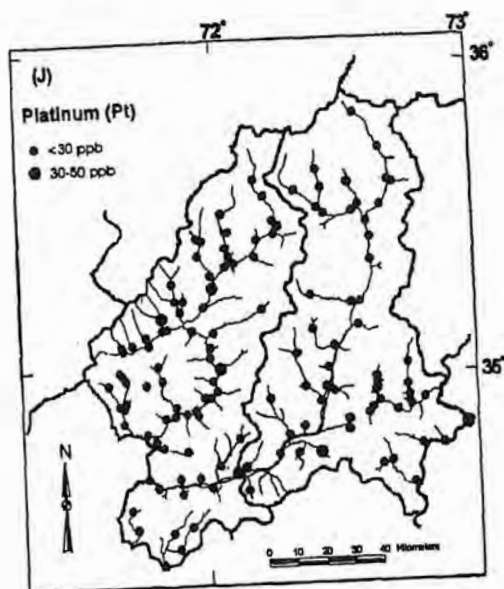 72° 73°
36°
(J)
Platinum (Pt)
<30 ppb
30-50 ppb
35°
N
0 10 20 30 40 Kilometers